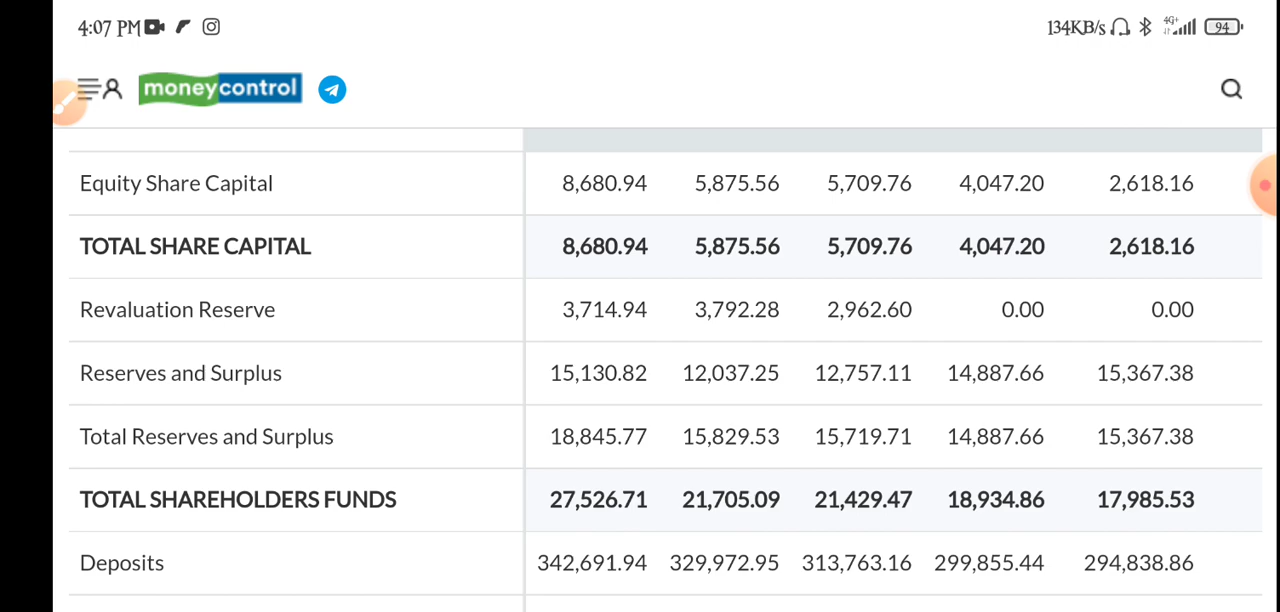 4:07 PM 134KB/s 4G+ 94
moneycontrol
Equity Share Capital 8,680.94 5,875.56 5,709.76 4,047.20 2,618.16
TOTAL SHARE CAPITAL 8,680.94 5,875.56 5,709.76 4,047.20 2,618.16
Revaluation Reserve 3,714.94 3,792.28 2,962.60 0.00 0.00
Reserves and Surplus 15,130.82 12,037.25 12,757.11 14,887.66 15,367.38
Total Reserves and Surplus 18,845.77 15,829.53 15,719.71 14,887.66 15,367.38
TOTAL SHAREHOLDERS FUNDS 27,526.71 21,705.09 21,429.47 18,934.86 17,985.53
Deposits 342,691.94 329,972.95 313,763.16 299,855.44 294,838.86